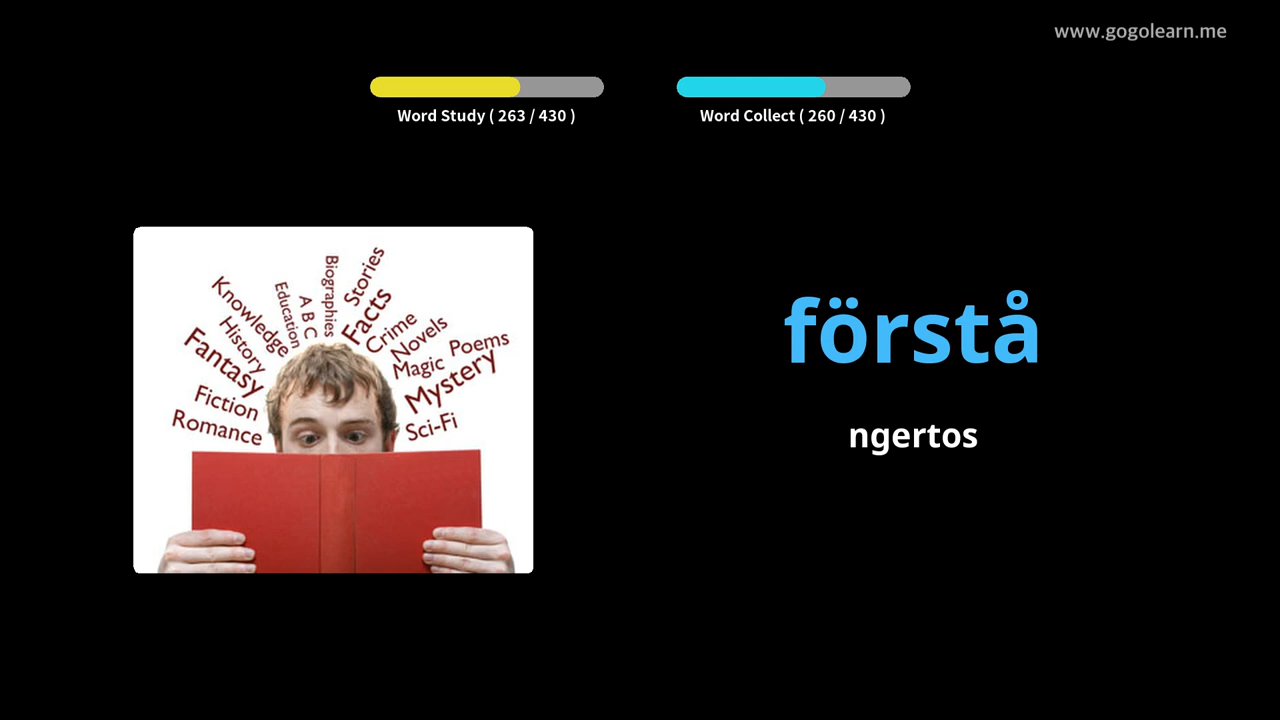 www.gogolearn.me
Word Study ( 263 / 430 )
Word Collect ( 260 / 430 )
Biographies
Stories
Education
A B C
Facts
Knowledge
Crime
History
Novels
Fantasy
Magic
Poems
Mystery
Fiction
Romance
Sci-Fi
förstå
ngertos